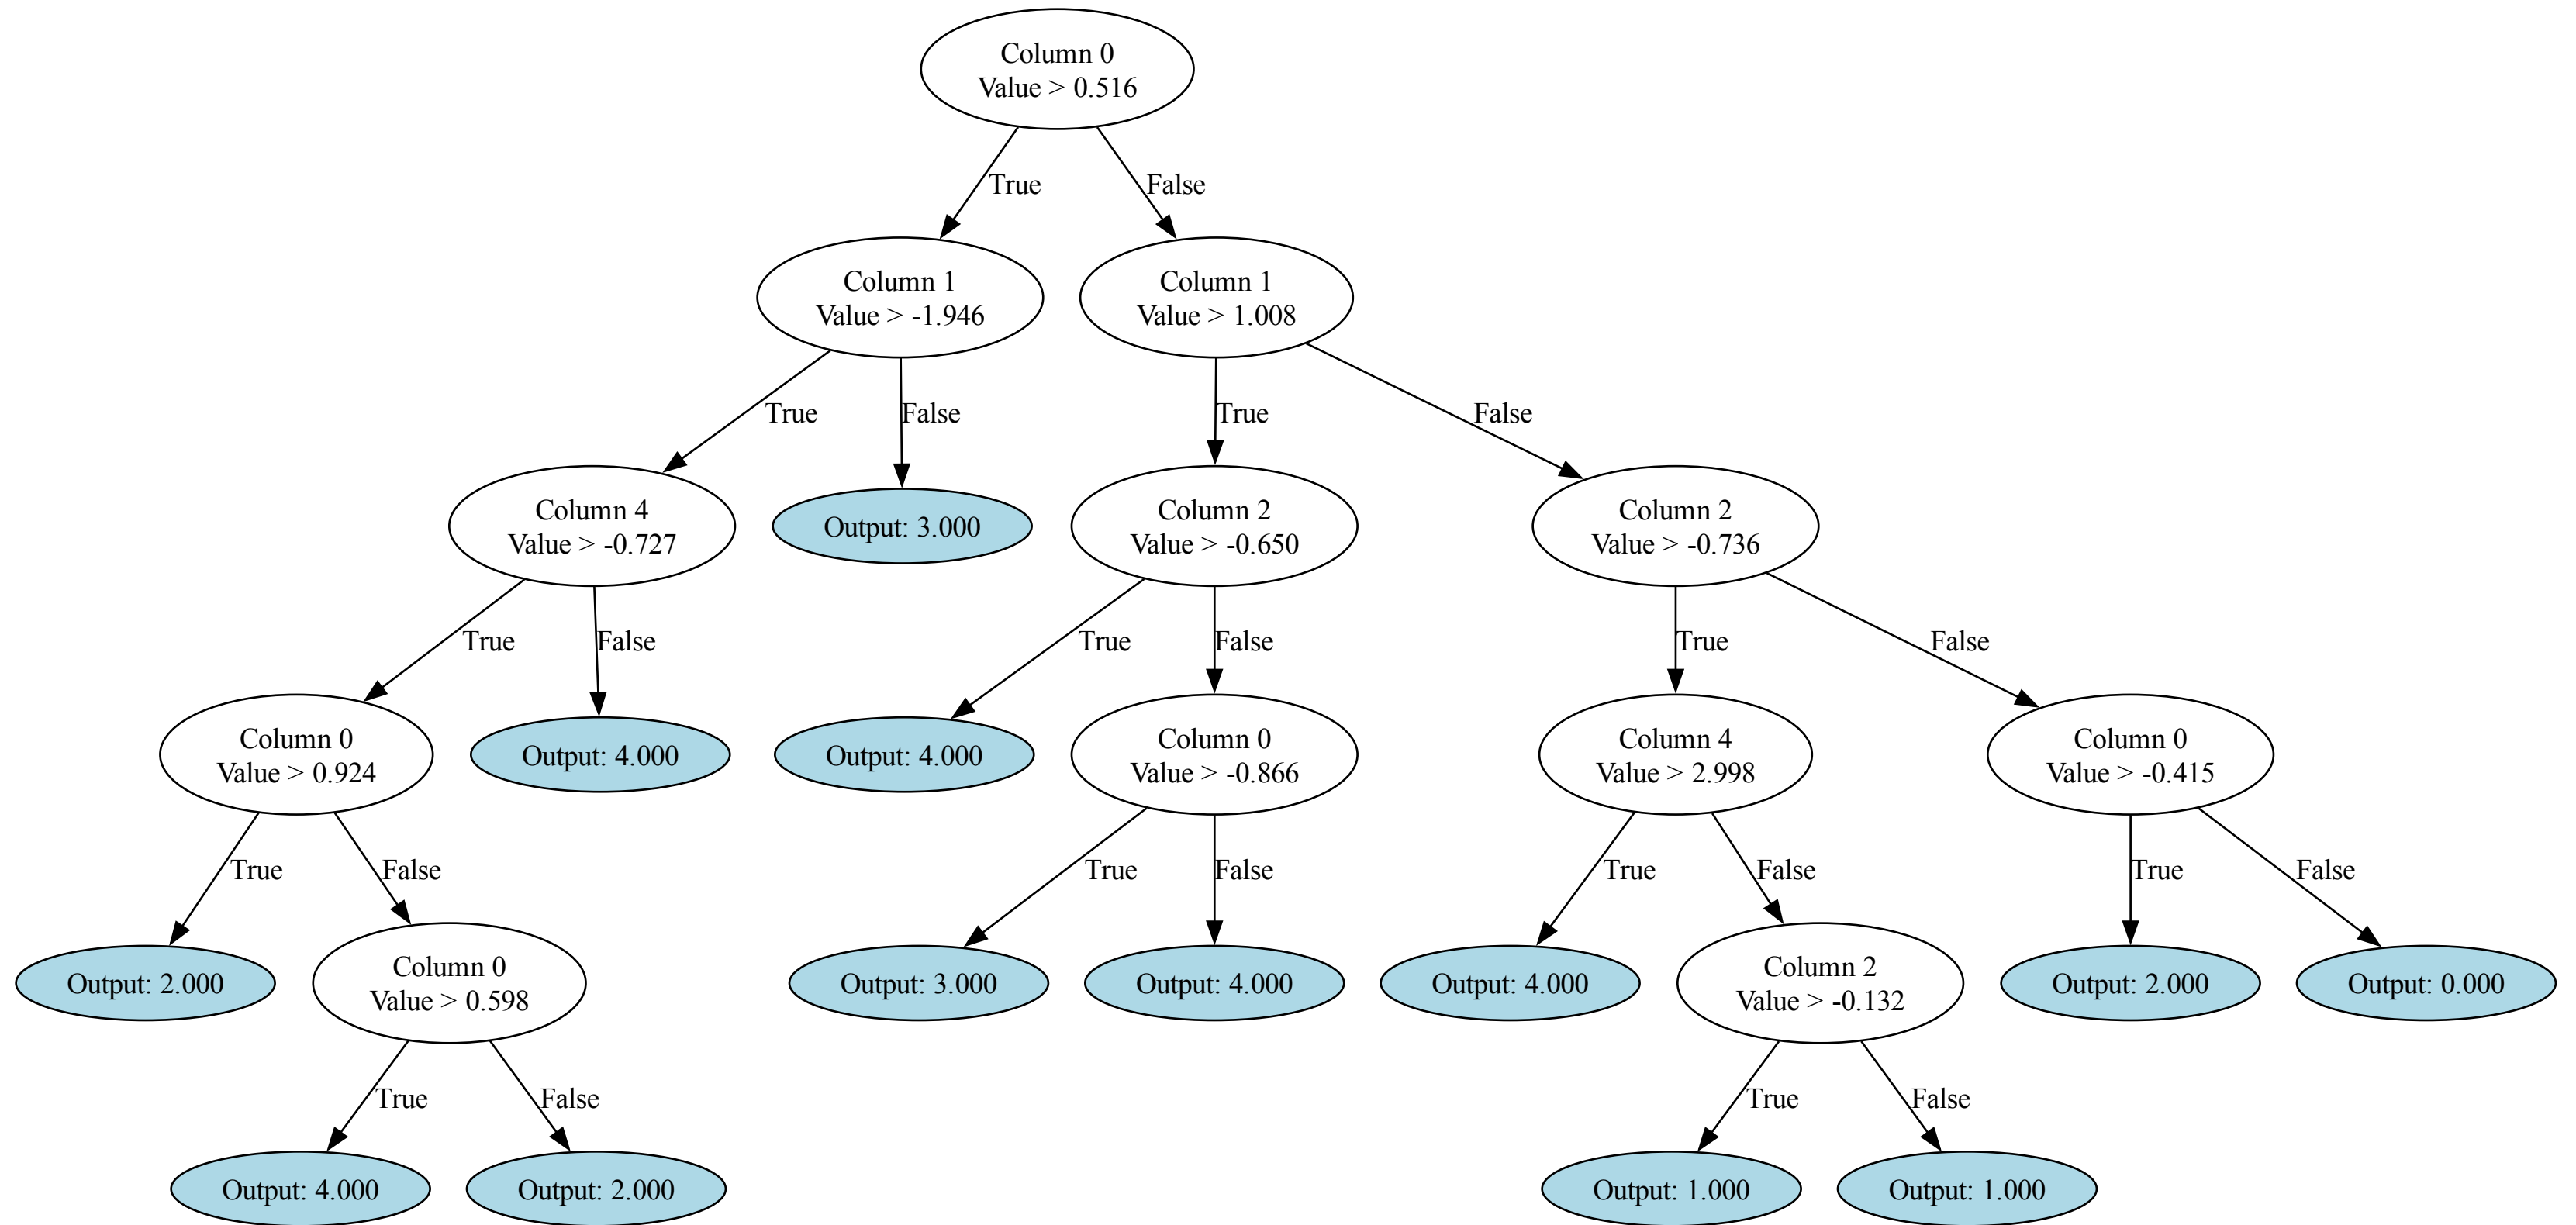 Column 0
Value > 0.516
True
False
Column 1
Value > -1.946
Column 1
Value > 1.008
True
False
True
False
Column 4
Value > -0.727
Output: 3.000
Column 2
Value > -0.650
Column 2
Value > -0.736
True
False
True
False
True
False
Column 0
Value > 0.924
Output: 4.000
Output: 4.000
Column 0
Value > -0.866
Column 4
Value > 2.998
Column 0
Value > -0.415
True
False
True
False
True
False
True
False
Output: 2.000
Column 0
Value > 0.598
Output: 3.000
Output: 4.000
Output: 4.000
Column 2
Value > -0.132
Output: 2.000
Output: 0.000
True
False
True
False
Output: 4.000
Output: 2.000
Output: 1.000
Output: 1.000